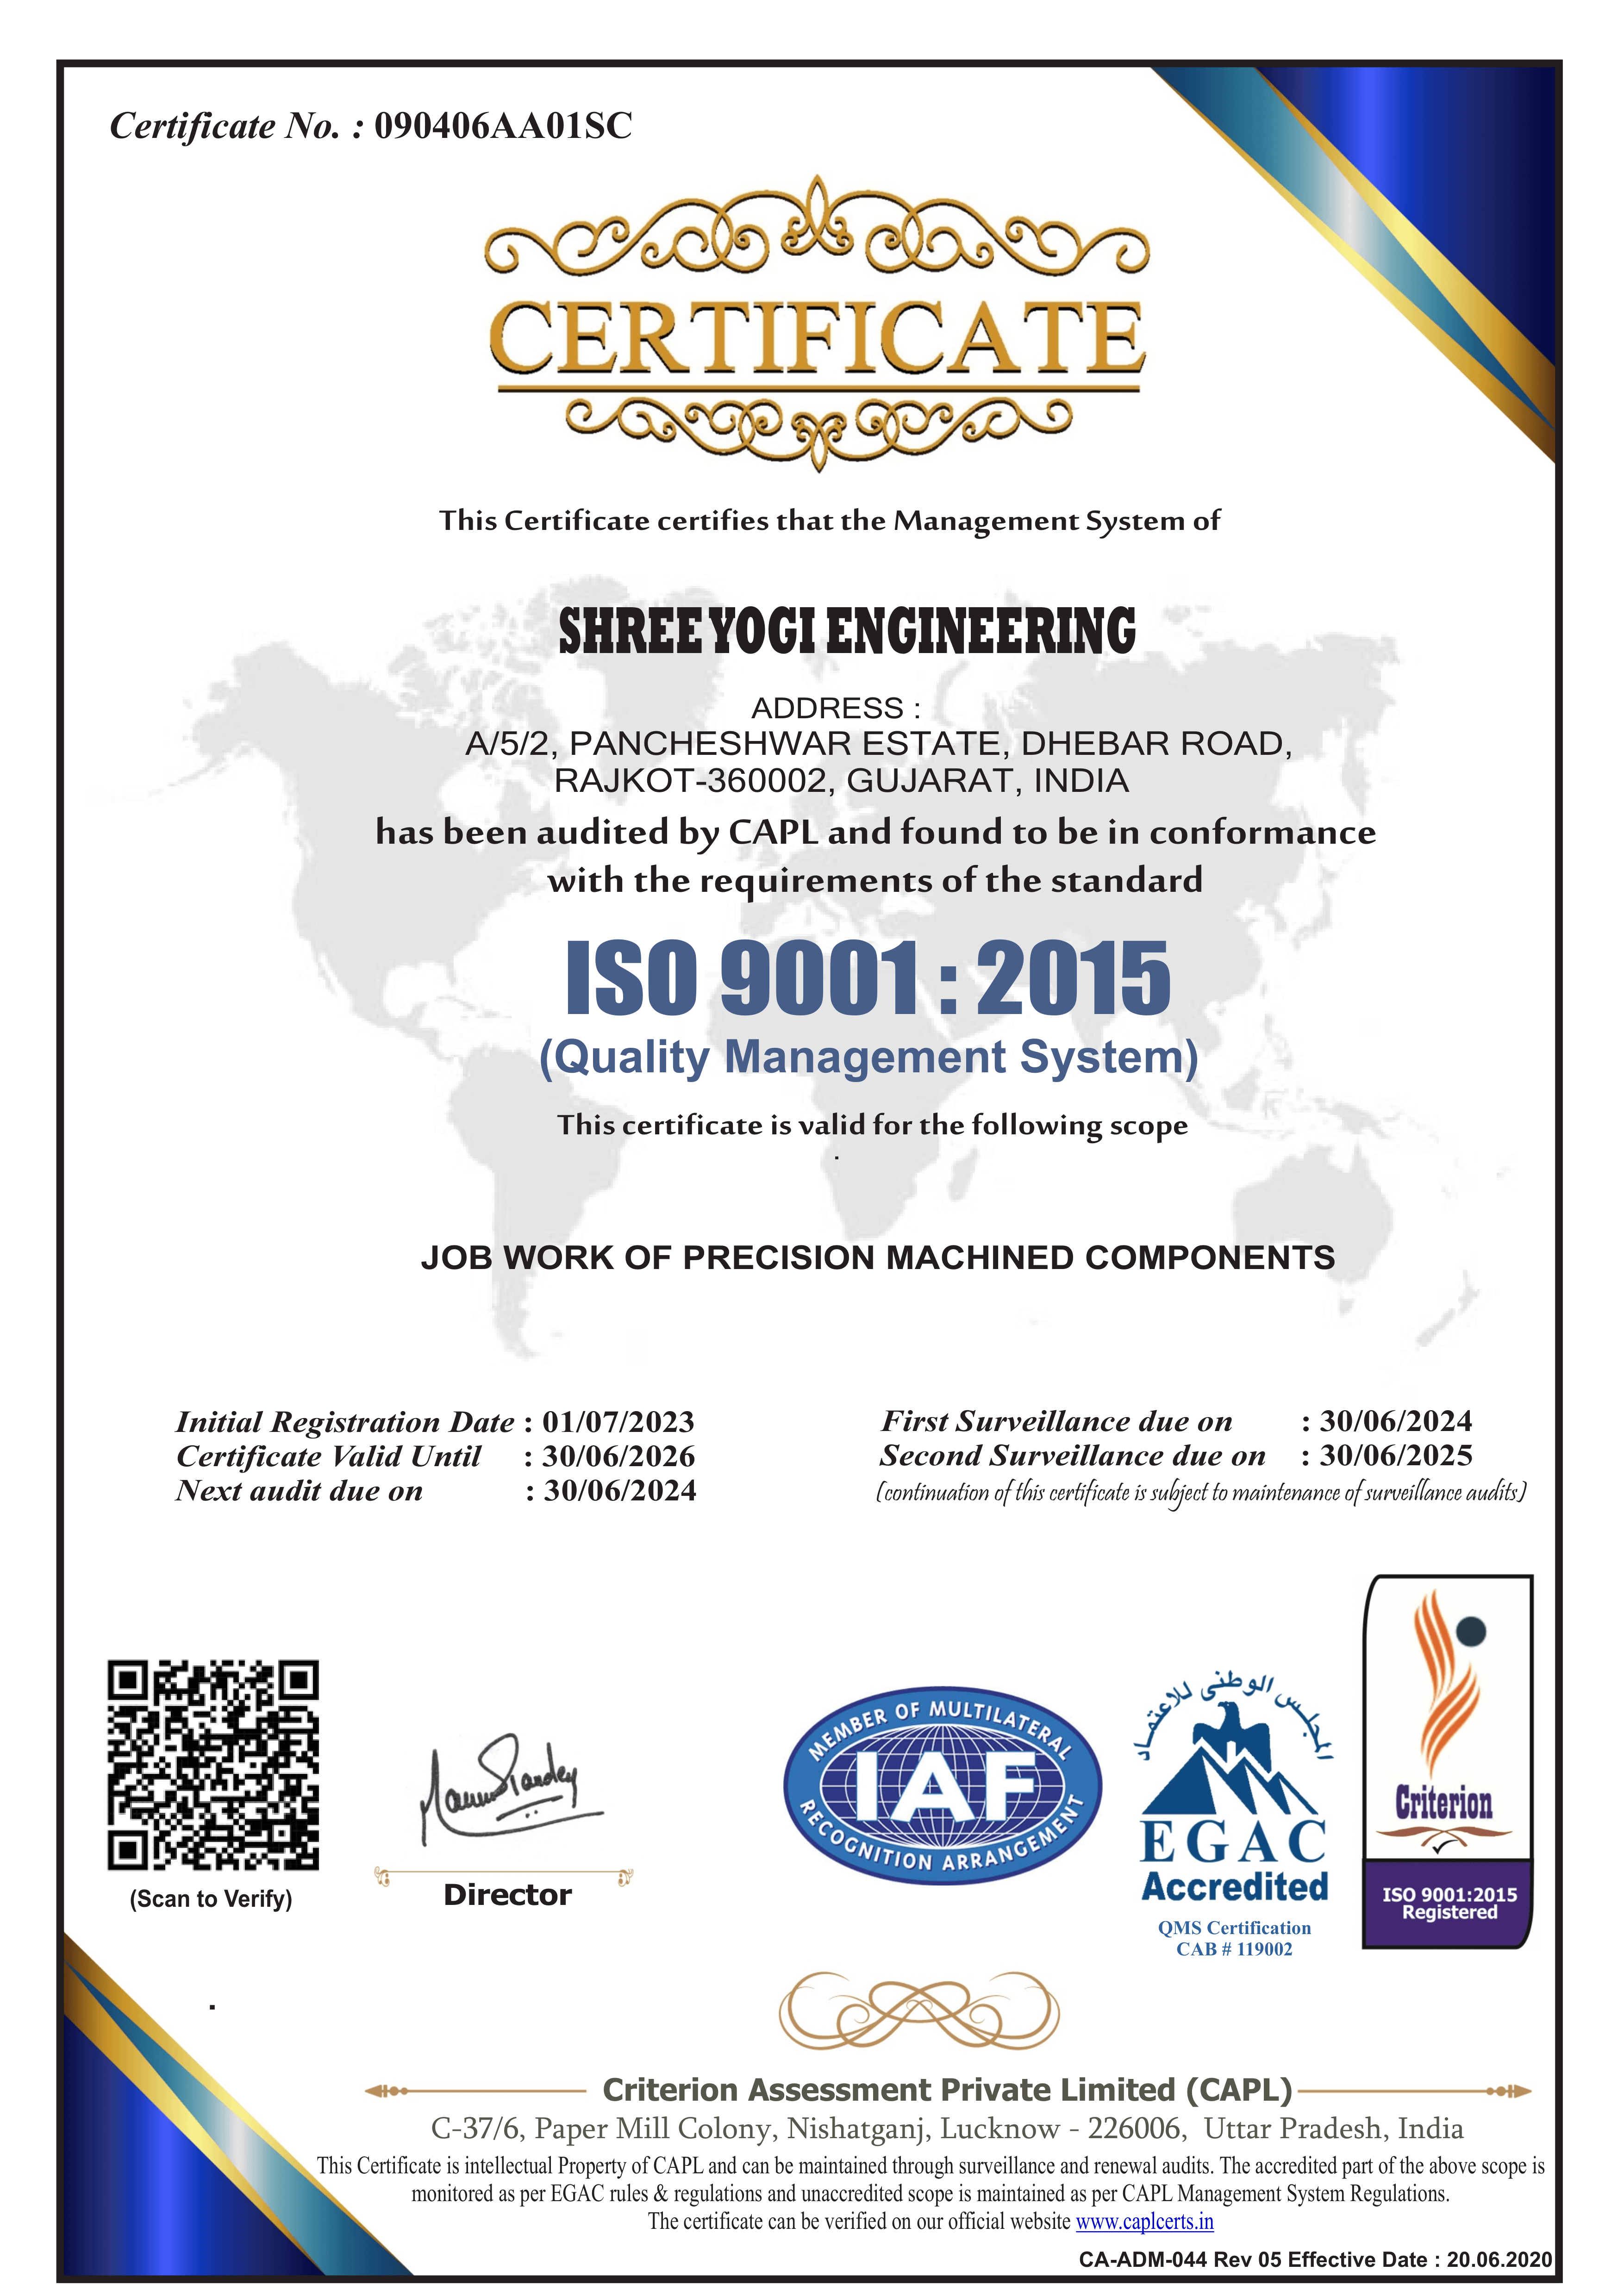 Certificate No. : 090406AA01SC
CERTIFICATE
This Certificate certifies that the Management System of
SHREE YOGI ENGINEERING
ADDRESS :
A/5/2, PANCHESHWAR ESTATE, DHEBAR ROAD,
RAJKOT-360002, GUJARAT, INDIA
has been audited by CAPL and found to be in conformance
with the requirements of the standard
ISO 9001 : 2015
(Quality Management System)
This certificate is valid for the following scope
.
JOB WORK OF PRECISION MACHINED COMPONENTS
Initial Registration Date : 01/07/2023
Certificate Valid Until : 30/06/2026
Next audit due on : 30/06/2024
First Surveillance due on : 30/06/2024
Second Surveillance due on : 30/06/2025
(continuation of this certificate is subject to maintenance of surveillance audits)
(Scan to Verify)
Director
MEMBER OF MULTILATERAL
IAF
RECOGNITION ARRANGEMENT
المجلس الوطنى للاعتماد
EGAC
Accredited
QMS Certification
CAB # 119002
Criterion
ISO 9001:2015
Registered
.
Criterion Assessment Private Limited (CAPL)
C-37/6, Paper Mill Colony, Nishatganj, Lucknow - 226006, Uttar Pradesh, India
This Certificate is intellectual Property of CAPL and can be maintained through surveillance and renewal audits. The accredited part of the above scope is
monitored as per EGAC rules & regulations and unaccredited scope is maintained as per CAPL Management System Regulations.
The certificate can be verified on our official website www.caplcerts.in
CA-ADM-044 Rev 05 Effective Date : 20.06.2020